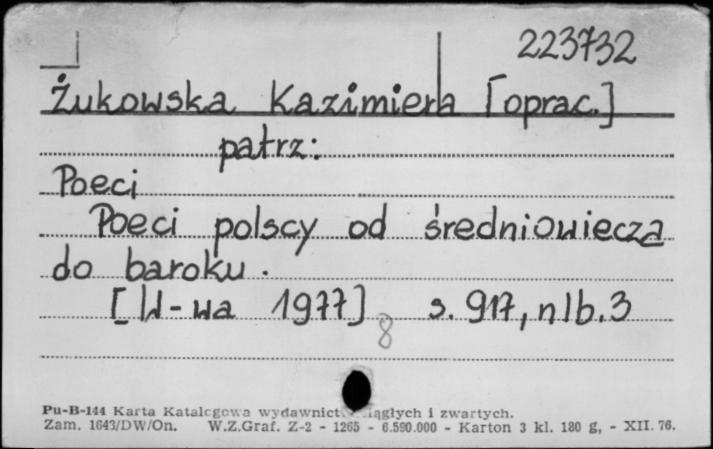 223732
Żukowska Kazimiera [oprac.]
patrz:
Poeci
Poeci polscy od średniowiecza
do baroku.
[W-wa 1977] s. 917, nlb. 3
8
Pu-B-144 Karta Katalogowa wydawnict ciągłych i zwartych.
Zam. 1643/DW/On. W.Z.Graf. Z-2 - 1265 - 6.590.000 - Karton 3 kl. 180 g, - XII. 76.